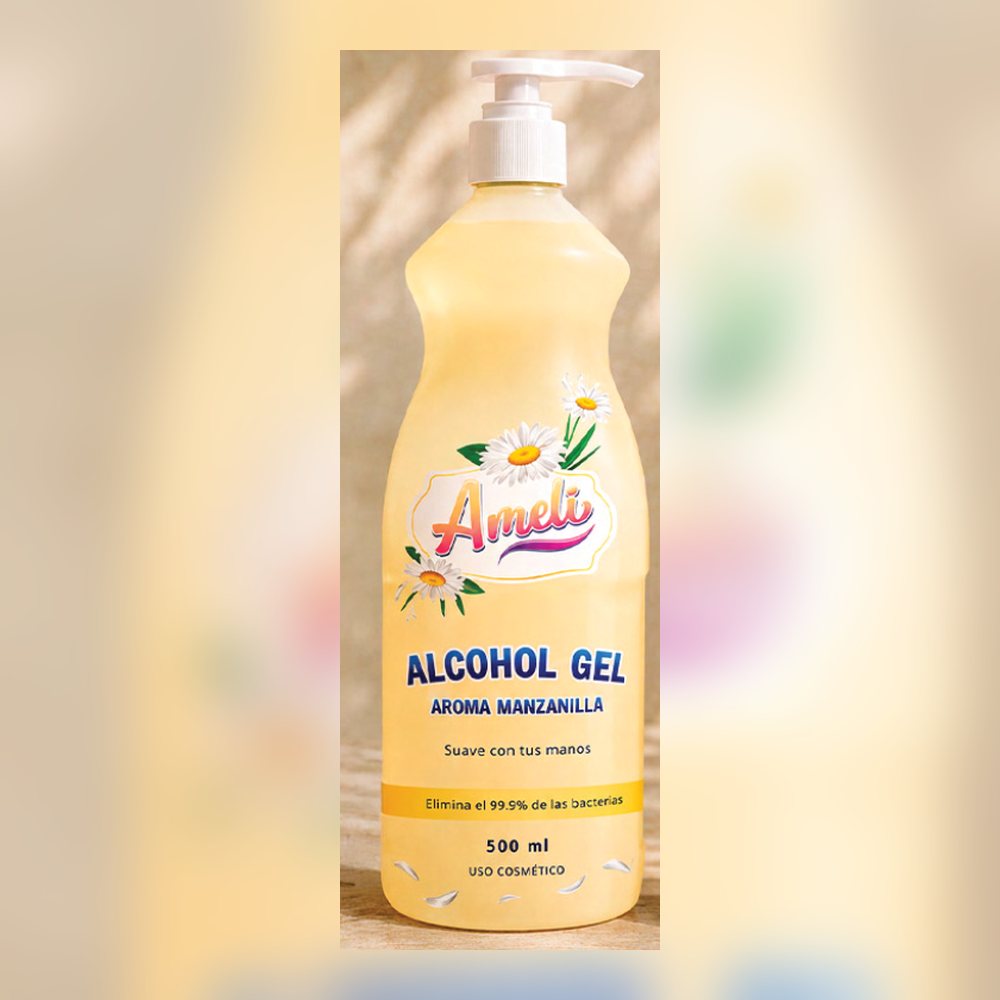 Ameli
ALCOHOL GEL
AROMA MANZANILLA
Suave con tus manos
Elimina el 99.9% de las bacterias
500 ml
USO COSMÉTICO